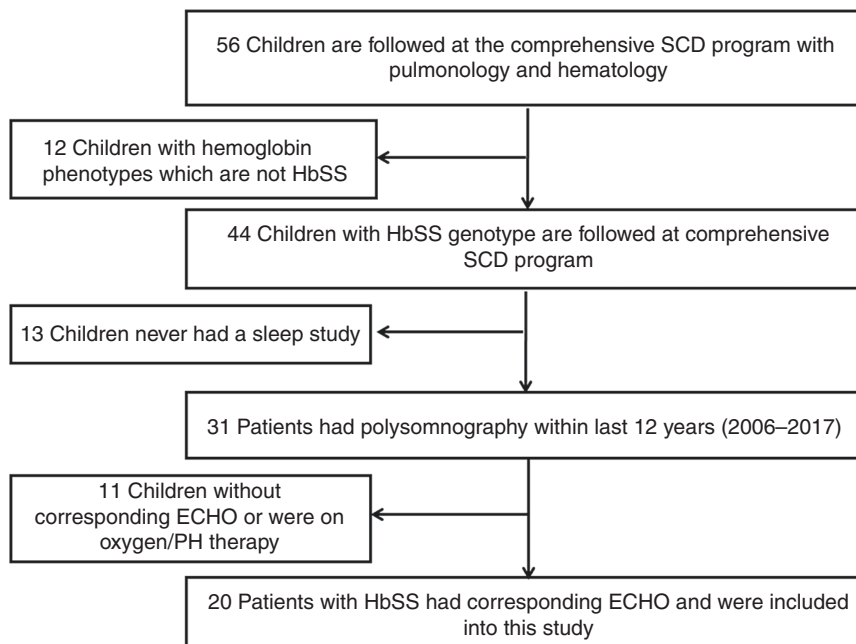 56 Children are followed at the comprehensive SCD program with
pulmonology and hematology
12 Children with hemoglobin
phenotypes which are not HbSS
44 Children with HbSS genotype are followed at comprehensive
SCD program
13 Children never had a sleep study
31 Patients had polysomnography within last 12 years (2006–2017)
11 Children without
corresponding ECHO or were on
oxygen/PH therapy
20 Patients with HbSS had corresponding ECHO and were included
into this study